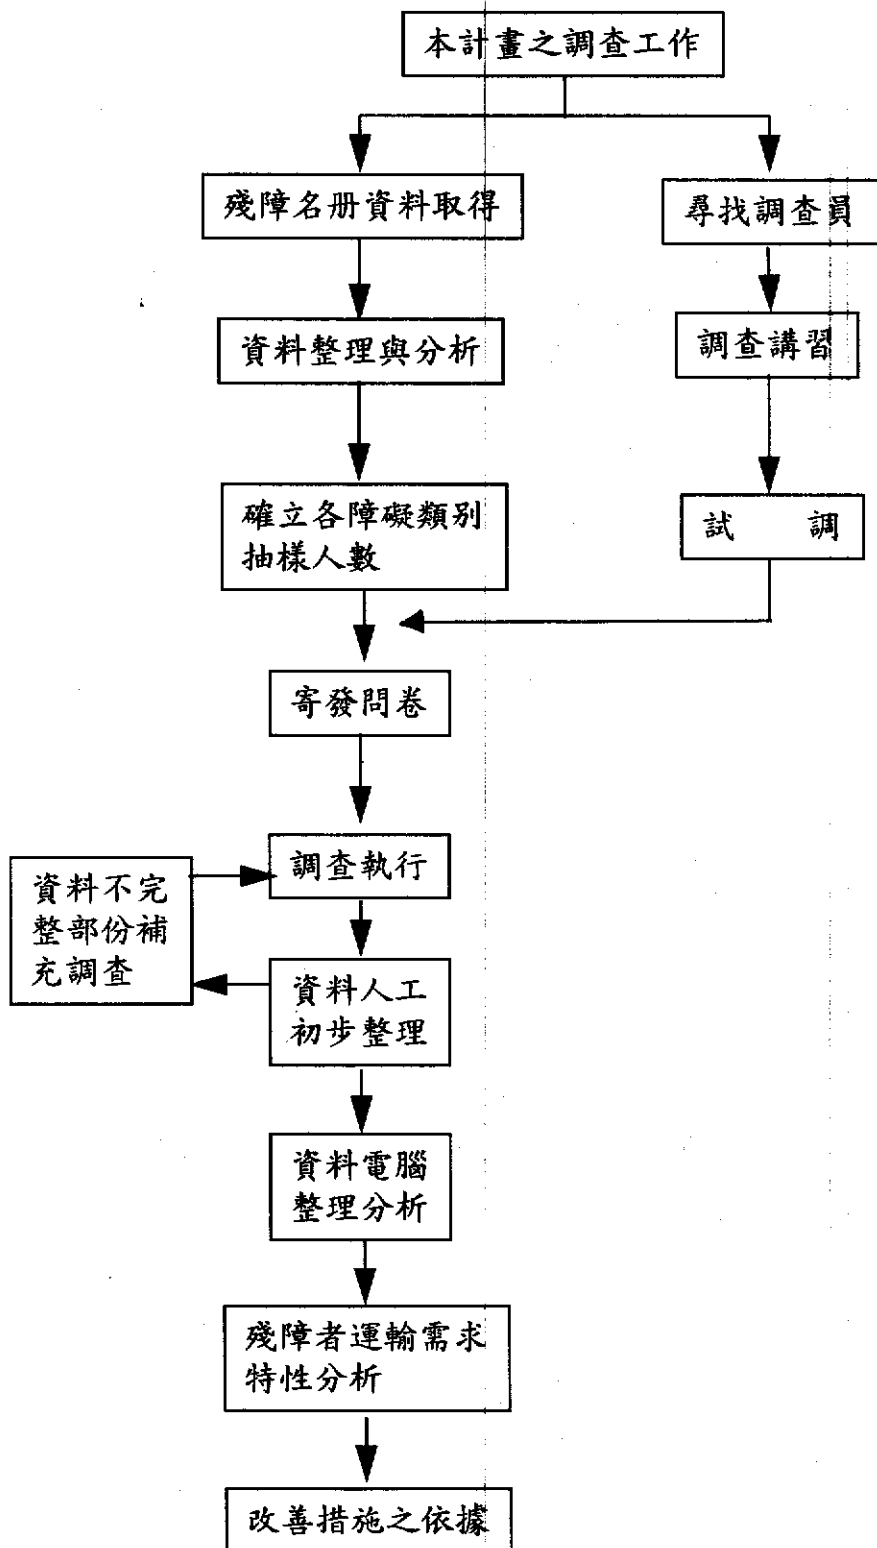 本計畫之調查工作
殘障名册資料取得
尋找調查員
資料整理與分析
調查講習
確立各障礙類別
抽樣人數
試 調
寄發問卷
調查執行
資料不完
整部份補
充調查
資料人工
初步整理
資料電腦
整理分析
殘障者運輸需求
特性分析
改善措施之依據